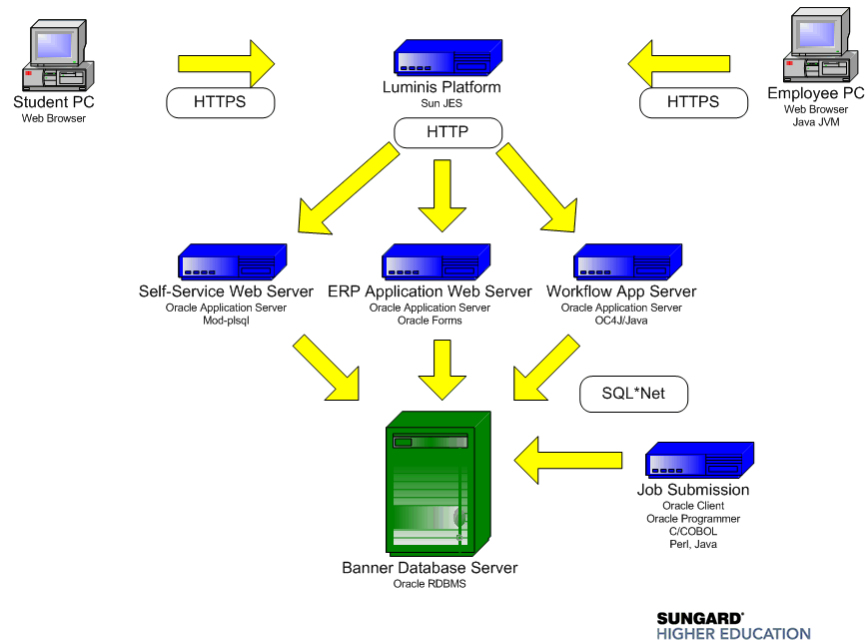 Student PC
Web Browser
HTTPS
Luminis Platform
Sun JES
HTTPS
Employee PC
Web Browser
Java JVM
HTTP
Self-Service Web Server
Oracle Application Server
Mod-plsql
ERP Application Web Server
Oracle Application Server
Oracle Forms
Workflow App Server
Oracle Application Server
OC4J/Java
SQL*Net
Job Submission
Oracle Client
Oracle Programmer
C/COBOL
Perl, Java
Banner Database Server
Oracle RDBMS
SUNGARD®
HIGHER EDUCATION